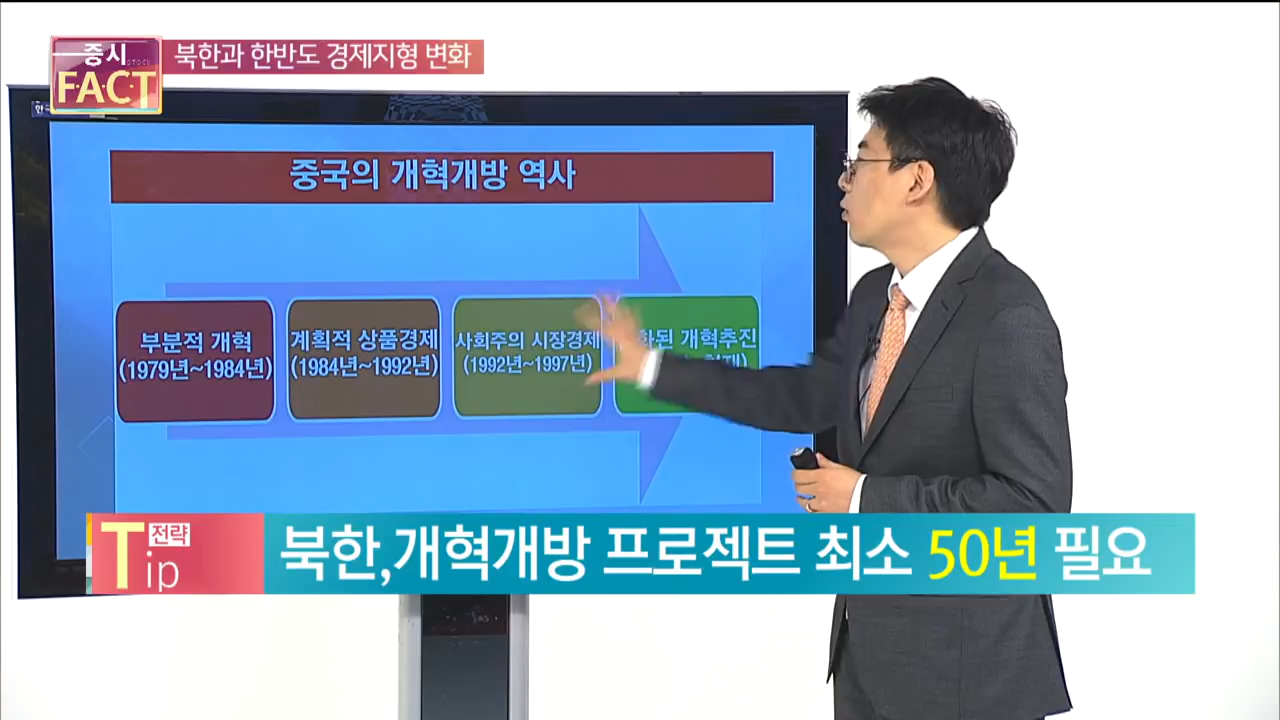 증시
STOCK
F.A.C.T
북한과 한반도 경제지형 변화
중국의 개혁개방 역사
부분적 개혁
(1979년~1984년)
계획적 상품경제
(1984년~1992년)
사회주의 시장경제
(1992년~1997년)
개혁추진
Tip
전략
북한,개혁개방 프로젝트 최소 50년 필요